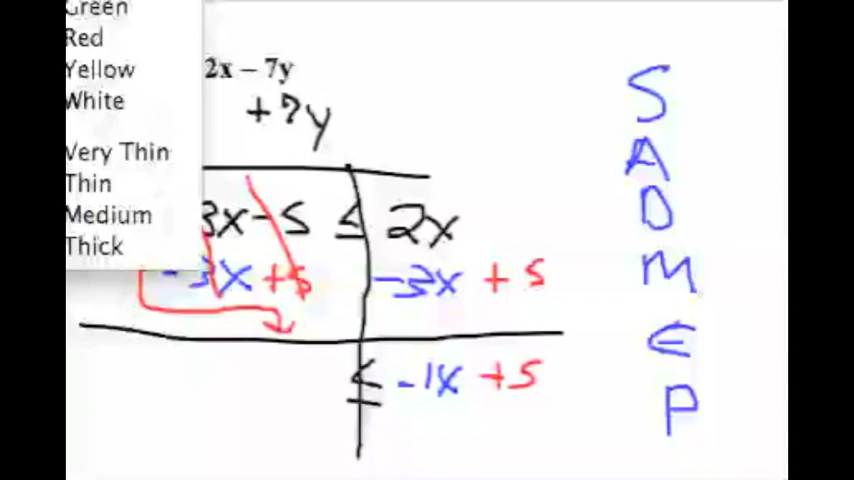 Green
Red
Yellow
White
Very Thin
Thin
Medium
Thick
2x – 7y
+7y
3x-5 ≤ 2x
-3x +5 -3x +5
≤ -1x +5
S
A
D
M
E
P